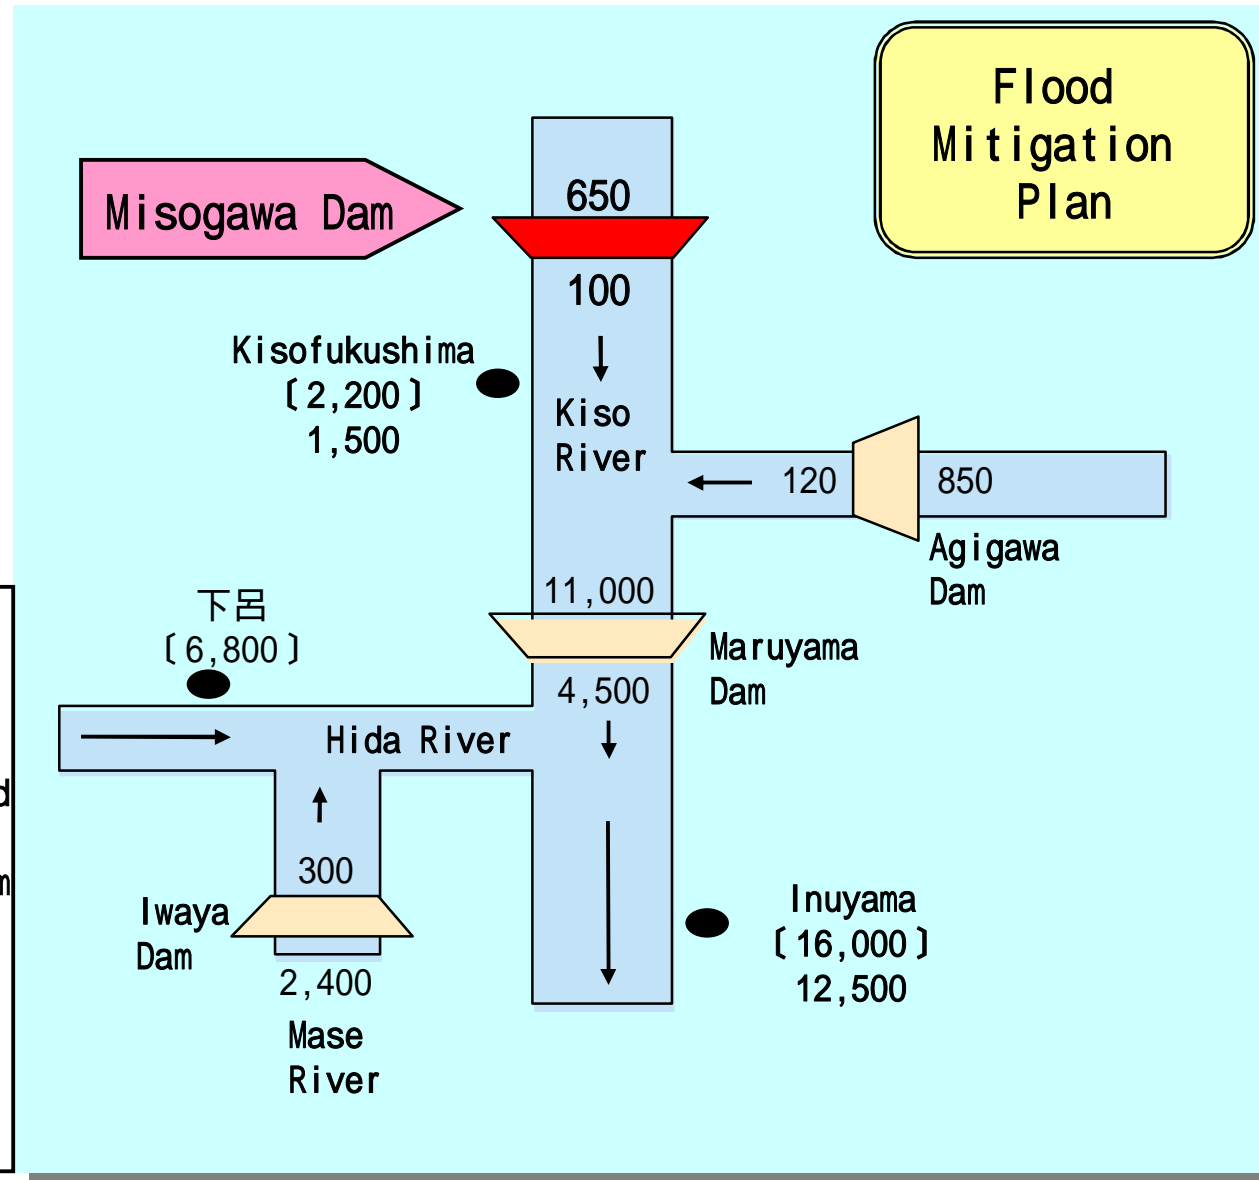 Flood
Mitigation
Plan
Misogawa Dam
650
100
Kisofukushima
〔2,200〕
1,500
Kiso
River
120
850
Agigawa
Dam
11,000
下呂
〔6,800〕
Maruyama
Dam
4,500
Hida River
d
m
300
Iwaya
Dam
2,400
Mase
River
Inuyama
〔16,000〕
12,500